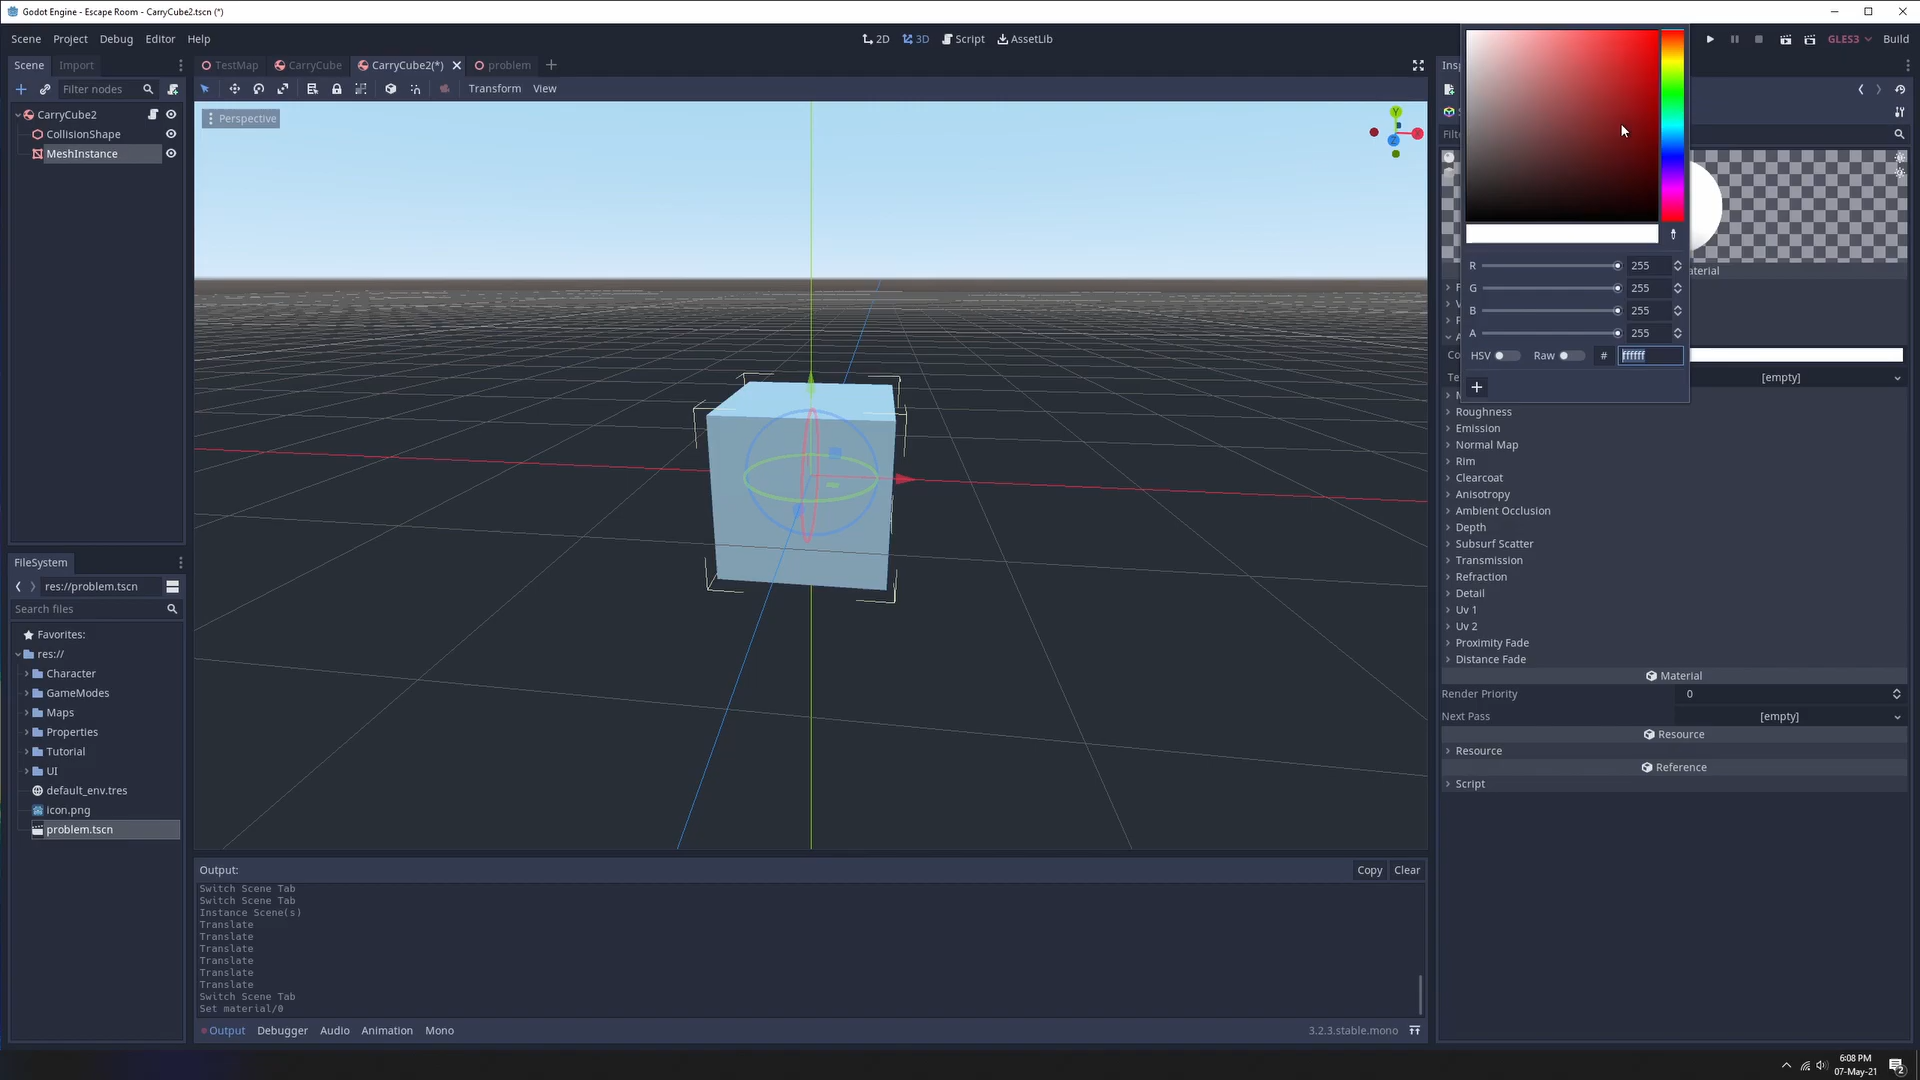 Godot Engine - Escape Room - CarryCube2.tscn (*)
Scene Project Debug Editor Help
2D 3D Script AssetLib
GLES3 Build
Scene Import
TestMap CarryCube CarryCube2(*) problem
Filter nodes
Transform View
CarryCube2
CollisionShape
MeshInstance
Perspective
Y
Z
FileSystem
res://problem.tscn
Search files
Favorites:
res://
Character
GameModes
Maps
Properties
Tutorial
UI
default_env.tres
icon.png
problem.tscn
Output:
Copy Clear
Switch Scene Tab
Switch Scene Tab
Instance Scene(s)
Translate
Translate
Translate
Translate
Translate
Translate
Switch Scene Tab
Set material/0
Output Debugger Audio Animation Mono
3.2.3.stable.mono
R 255
G 255
B 255
A 255
HSV Raw # ffffff
[empty]
Roughness
Emission
Normal Map
Rim
Clearcoat
Anisotropy
Ambient Occlusion
Depth
Subsurf Scatter
Transmission
Refraction
Detail
Uv 1
Uv 2
Proximity Fade
Distance Fade
Material
Render Priority 0
Next Pass [empty]
Resource
Resource
Reference
Script
6:08 PM
07-May-21
2